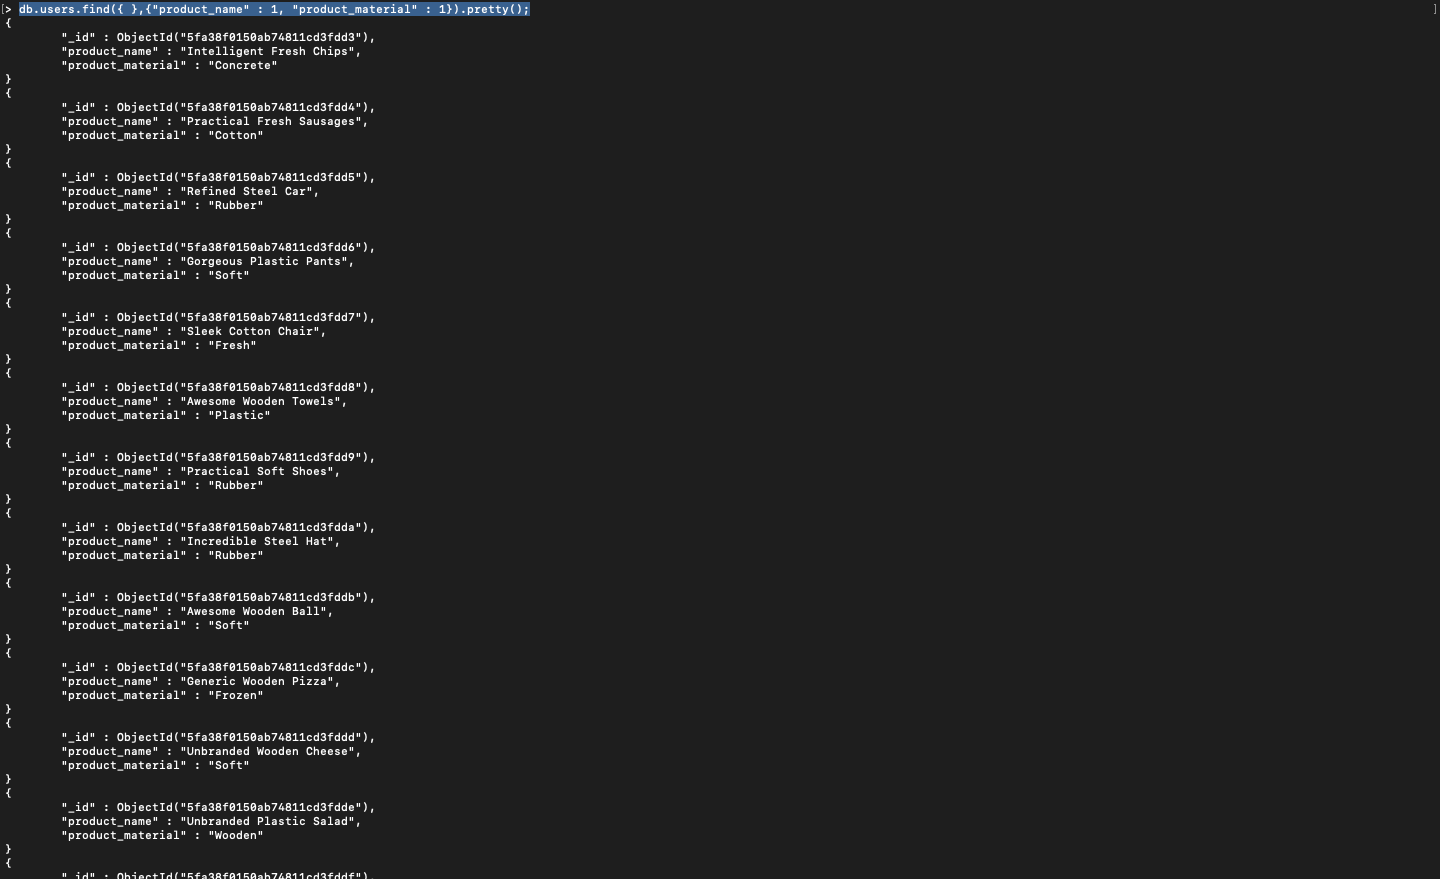 [> db.users.find({ },{"product_name" : 1, "product_material" : 1}).pretty(); ]
{
"_id" : ObjectId("5fa38f0150ab74811cd3fdd3"),
"product_name" : "Intelligent Fresh Chips",
"product_material" : "Concrete"
}
{
"_id" : ObjectId("5fa38f0150ab74811cd3fdd4"),
"product_name" : "Practical Fresh Sausages",
"product_material" : "Cotton"
}
{
"_id" : ObjectId("5fa38f0150ab74811cd3fdd5"),
"product_name" : "Refined Steel Car",
"product_material" : "Rubber"
}
{
"_id" : ObjectId("5fa38f0150ab74811cd3fdd6"),
"product_name" : "Gorgeous Plastic Pants",
"product_material" : "Soft"
}
{
"_id" : ObjectId("5fa38f0150ab74811cd3fdd7"),
"product_name" : "Sleek Cotton Chair",
"product_material" : "Fresh"
}
{
"_id" : ObjectId("5fa38f0150ab74811cd3fdd8"),
"product_name" : "Awesome Wooden Towels",
"product_material" : "Plastic"
}
{
"_id" : ObjectId("5fa38f0150ab74811cd3fdd9"),
"product_name" : "Practical Soft Shoes",
"product_material" : "Rubber"
}
{
"_id" : ObjectId("5fa38f0150ab74811cd3fdda"),
"product_name" : "Incredible Steel Hat",
"product_material" : "Rubber"
}
{
"_id" : ObjectId("5fa38f0150ab74811cd3fddb"),
"product_name" : "Awesome Wooden Ball",
"product_material" : "Soft"
}
{
"_id" : ObjectId("5fa38f0150ab74811cd3fddc"),
"product_name" : "Generic Wooden Pizza",
"product_material" : "Frozen"
}
{
"_id" : ObjectId("5fa38f0150ab74811cd3fddd"),
"product_name" : "Unbranded Wooden Cheese",
"product_material" : "Soft"
}
{
"_id" : ObjectId("5fa38f0150ab74811cd3fdde"),
"product_name" : "Unbranded Plastic Salad",
"product_material" : "Wooden"
}
{
"_id" : ObjectId("5fa38f0150ab74811cd3fddf"),